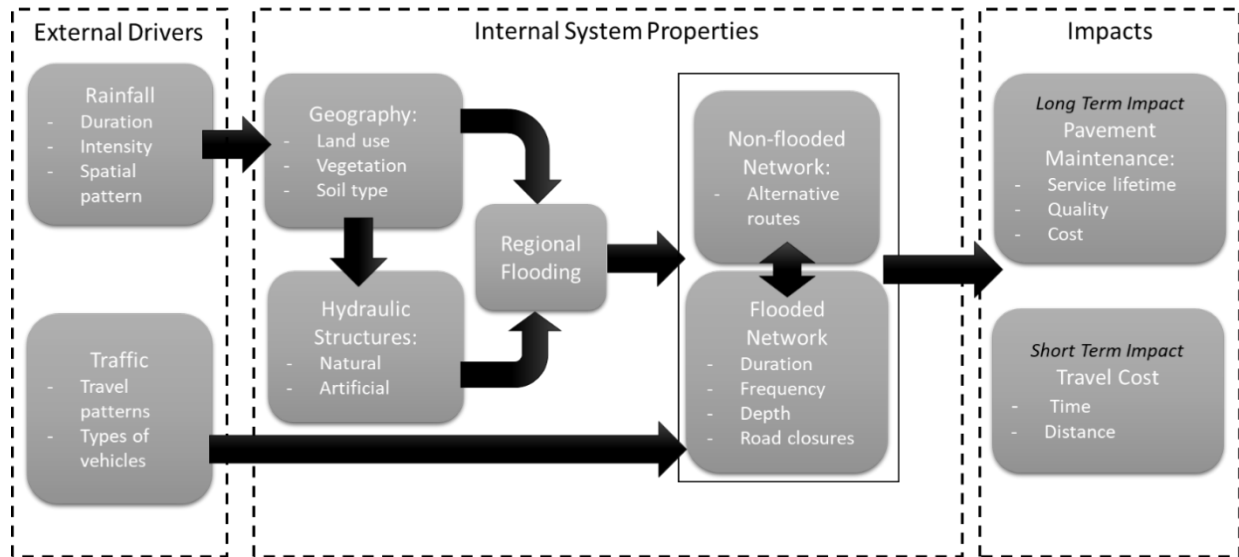 External Drivers
Rainfall
- Duration
- Intensity
- Spatial
pattern
Traffic
- Travel
patterns
- Types of
vehicles
Internal System Properties
Geography:
- Land use
- Vegetation
- Soil type
Hydraulic
Structures:
- Natural
- Artificial
Regional
Flooding
Non-flooded
Network:
- Alternative
routes
Flooded
Network
- Duration
- Frequency
- Depth
- Road closures
Impacts
Long Term Impact
Pavement
Maintenance:
- Service lifetime
- Quality
- Cost
Short Term Impact
Travel Cost
- Time
- Distance